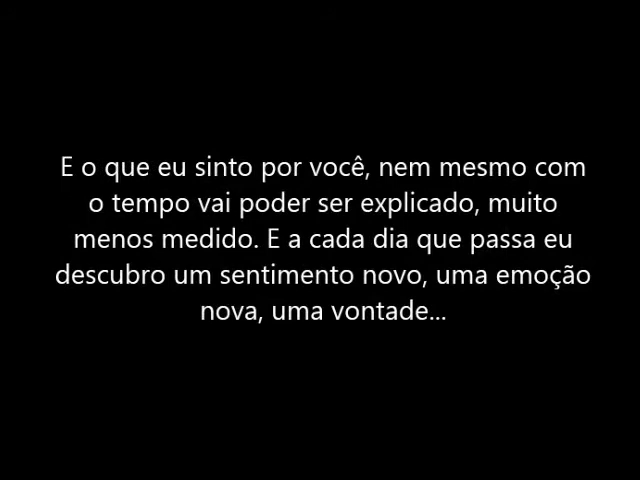 E o que eu sinto por você, nem mesmo com
o tempo vai poder ser explicado, muito
menos medido. E a cada dia que passa eu
descubro um sentimento novo, uma emoção
nova, uma vontade...